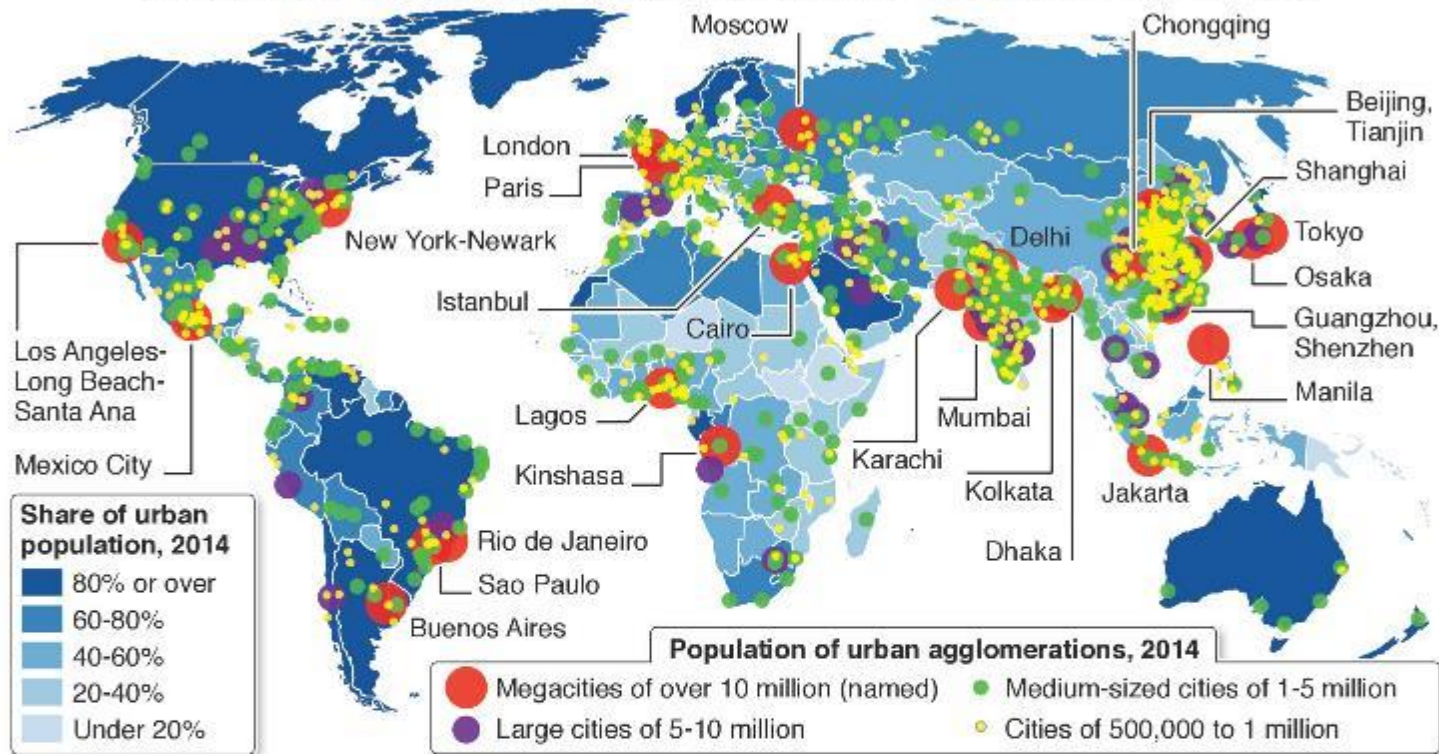 Moscow
Chongqing
Beijing,
Tianjin
London
Paris
Shanghai
New York-Newark
Delhi
Tokyo
Osaka
Istanbul
Cairo
Guangzhou,
Shenzhen
Los Angeles-
Long Beach-
Santa Ana
Lagos
Mumbai
Manila
Mexico City
Kinshasa
Karachi
Kolkata
Jakarta
Dhaka
Rio de Janeiro
Sao Paulo
Buenos Aires
Share of urban
population, 2014
80% or over
60-80%
40-60%
20-40%
Under 20%
Population of urban agglomerations, 2014
Megacities of over 10 million (named)
Medium-sized cities of 1-5 million
Large cities of 5-10 million
Cities of 500,000 to 1 million